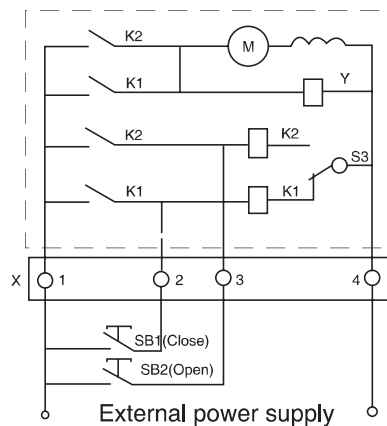 K2
M
K1
Y
K2
K2
S3
K1
K1
X 1 2 3 4
SB1(Close)
SB2(Open)
External power supply